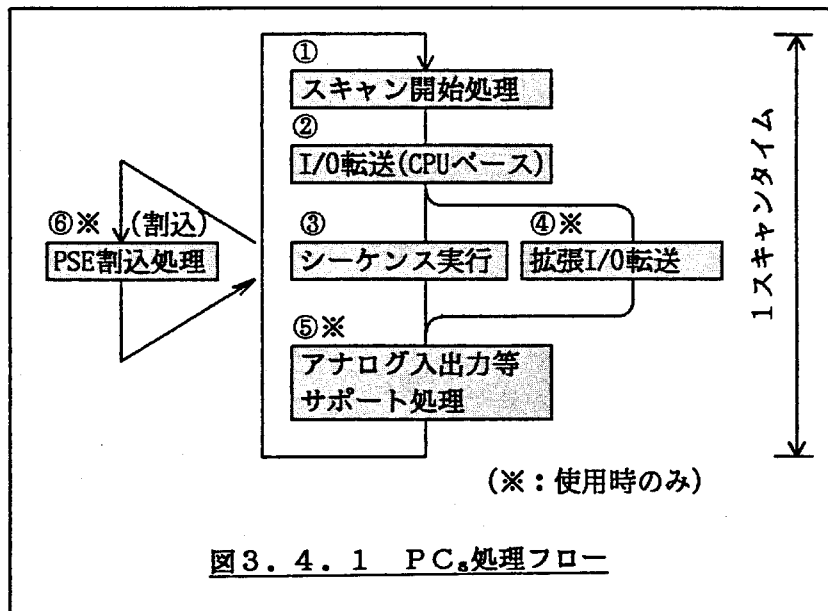 ①
スキャン開始処理
②
I/O転送(CPUベース)
⑥※ (割込)
PSE割込処理
③
シーケンス実行
④※
拡張I/O転送
⑤※
アナログ入出力等
サポート処理
1スキャンタイム
(※：使用時のみ)
図3．4．1 PCs処理フロー